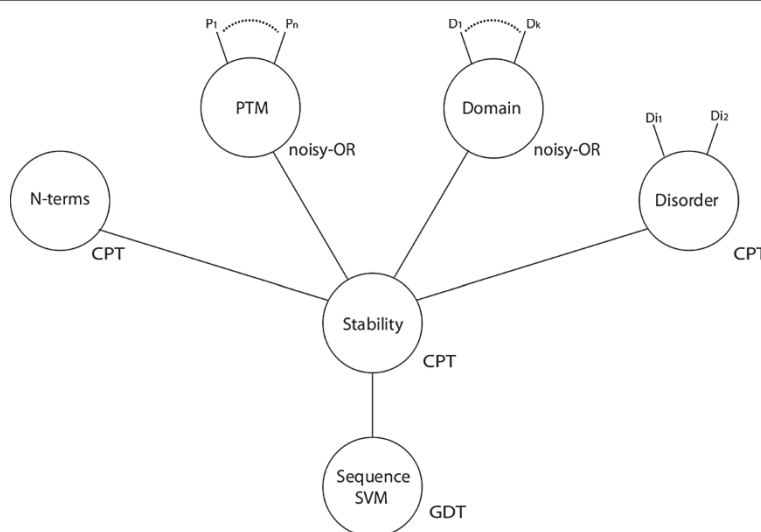 P1 Pn
D1 Dk
PTM
Domain
Di1 Di2
noisy-OR
noisy-OR
N-terms
Disorder
CPT
CPT
Stability
CPT
Sequence
SVM
GDT